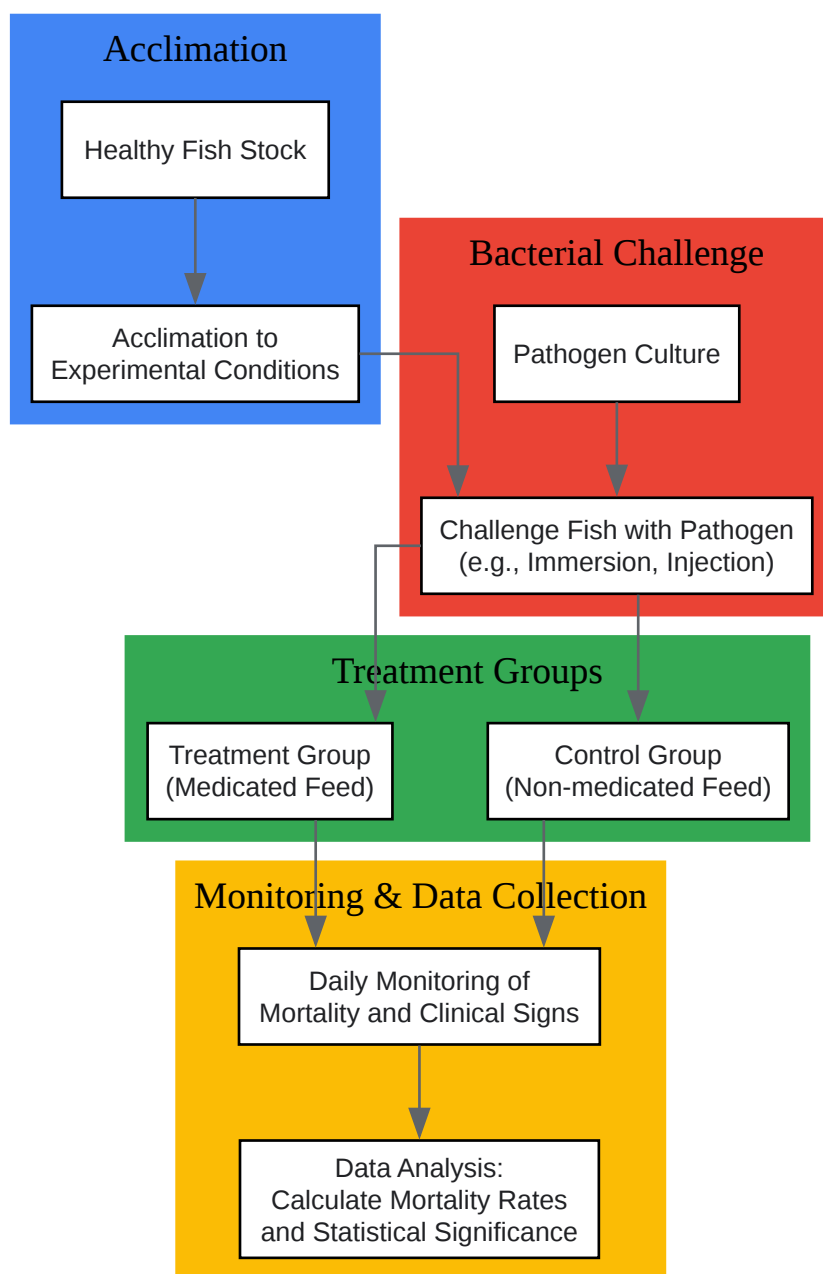 Acclimation
Healthy Fish Stock
Acclimation to
Experimental Conditions
Bacterial Challenge
Pathogen Culture
Challenge Fish with Pathogen
(e.g., Immersion, Injection)
Treatment Groups
Treatment Group
(Medicated Feed)
Control Group
(Non-medicated Feed)
Monitoring & Data Collection
Daily Monitoring of
Mortality and Clinical Signs
Data Analysis:
Calculate Mortality Rates
and Statistical Significance